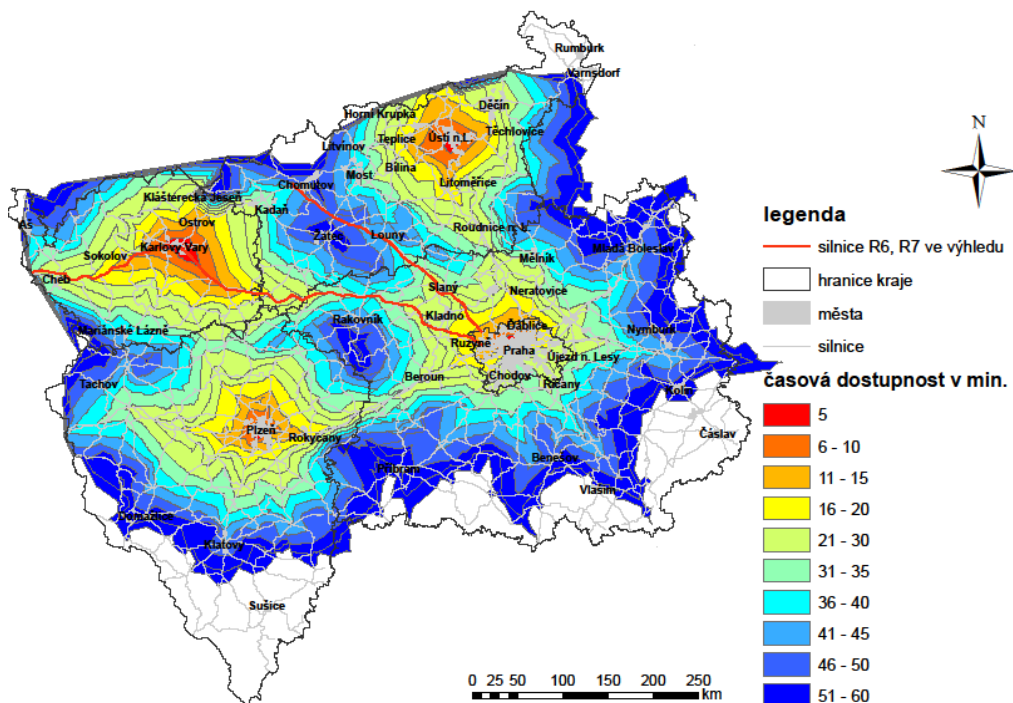 Rumburk
Varnsdorf
Děčín
Horní Krupka
Ústí n.L.
Těchlovice
Teplice
Litvínov
Bílina
Most
Litoměřice
Chomutov
Klášterecká Jeseň
Kadaň
Ostrov
Roudnice n. L.
Aš
Žatec
Louny
Karlovy Vary
Mladá Boleslav
Sokolov
Mělník
Cheb
Slaný
Neratovice
Kladno
Rakovník
Ďáblice
Nymburk
Mariánské Lázně
Ruzyně
Praha
Újezd n. Lesy
Beroun
Chodov
Říčany
Tachov
Kolín
Plzeň
Rokycany
Čáslav
Příbram
Benešov
Vlašim
Domažlice
Klatovy
Sušice
N
legenda
silnice R6, R7 ve výhledu
hranice kraje
města
silnice
časová dostupnost v min.
5
6 - 10
11 - 15
16 - 20
21 - 30
31 - 35
36 - 40
41 - 45
46 - 50
51 - 60
0 25 50 100 150 200 250
km